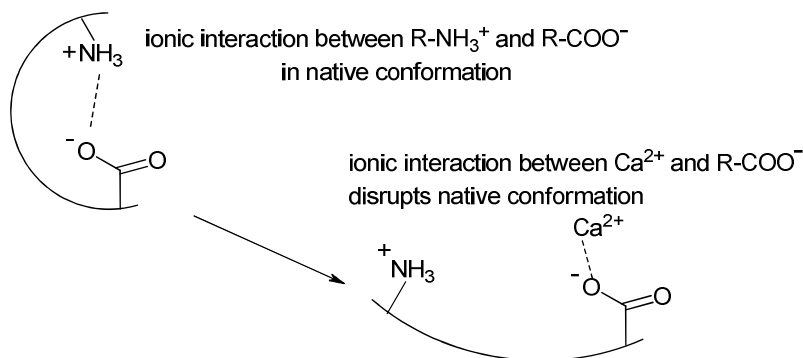 +NH₃
ionic interaction between R-NH₃⁺ and R-COO⁻
in native conformation
⁻O
O
ionic interaction between Ca²⁺ and R-COO⁻
disrupts native conformation
Ca²⁺
+
NH₃
⁻O
O